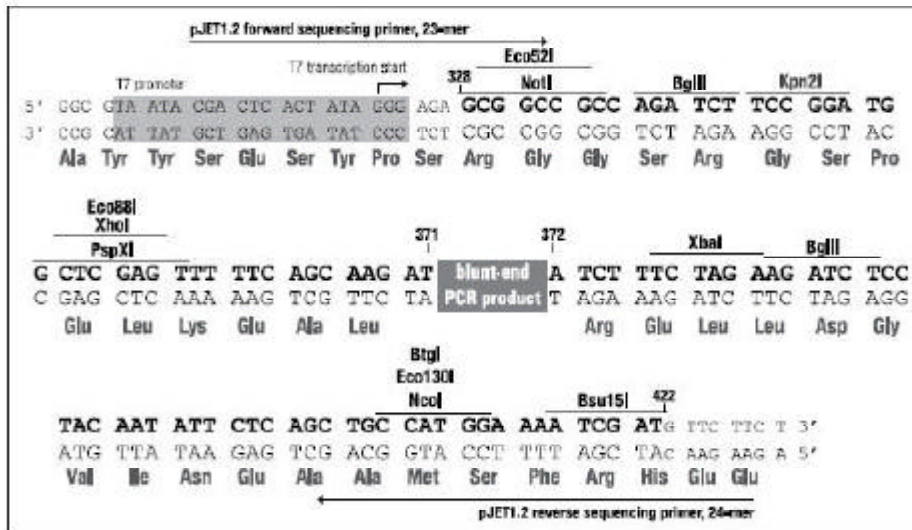 pJET1.2 forward sequencing primer, 23-mer
Eco52I
T7 promoter T7 transcription start 328 NotI BglII Kpn2I
5' GGC GTA ATA CGA CTC ACT ATA GGG AGA GCG GCC GCC AGA TCT TCC GGA TG
3' CCG CAT TAT GCT GAG TGA TAT CCC TCT CGC CGG CGG TCT AGA AGG CCT AC
Ala Tyr Tyr Ser Glu Ser Tyr Pro Ser Arg Gly Gly Ser Arg Gly Ser Pro
Eco88I
XhoI
PspXI 371 372 XbaI BglII
G CTC GAG TTT TTC AGC AAG AT blunt-end A TCT TTC TAG AAG ATC TCC
C GAG CTC AAA AAG TCG TTC TA PCR product T AGA AAG ATC TTC TAG AGG
Glu Leu Lys Glu Ala Leu Arg Glu Leu Leu Asp Gly
BtgI
Eco130I
NcoI Bsu15I 422
TAC AAT ATT CTC AGC TGC CAT GGA AAA TCG ATG TTC TTC T 3'
ATG TTA TAA GAG TCG ACG GTA CCT TTT AGC TAC AAG AAG A 5'
Val Ile Asn Glu Ala Ala Met Ser Phe Arg His Glu Glu
pJET1.2 reverse sequencing primer, 24-mer